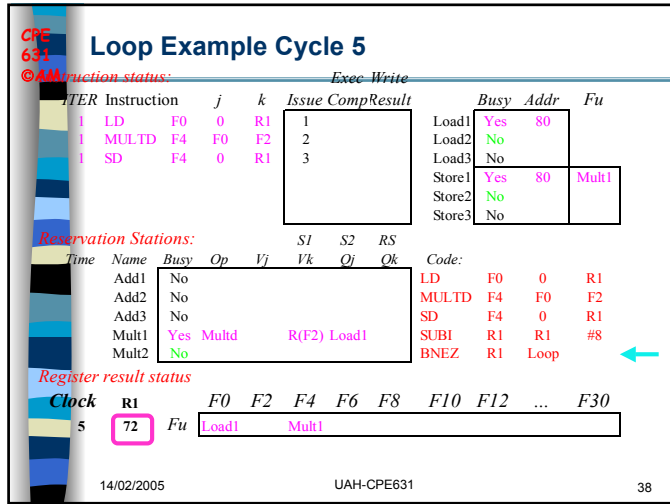 CPE
631
©AM
Loop Example Cycle 5
Instruction status: Exec Write
ITER Instruction j k Issue Comp Result Busy Addr Fu
1 LD F0 0 R1 1 Load1 Yes 80
1 MULTD F4 F0 F2 2 Load2 No
1 SD F4 0 R1 3 Load3 No
Store1 Yes 80 Mult1
Store2 No
Store3 No
Reservation Stations: S1 S2 RS
Time Name Busy Op Vj Vk Qj Qk Code:
Add1 No LD F0 0 R1
Add2 No MULTD F4 F0 F2
Add3 No SD F4 0 R1
Mult1 Yes Multd R(F2) Load1 SUBI R1 R1 #8
Mult2 No BNEZ R1 Loop
Register result status
Clock R1 F0 F2 F4 F6 F8 F10 F12 ... F30
5 72 Fu Load1 Mult1
14/02/2005 UAH-CPE631 38